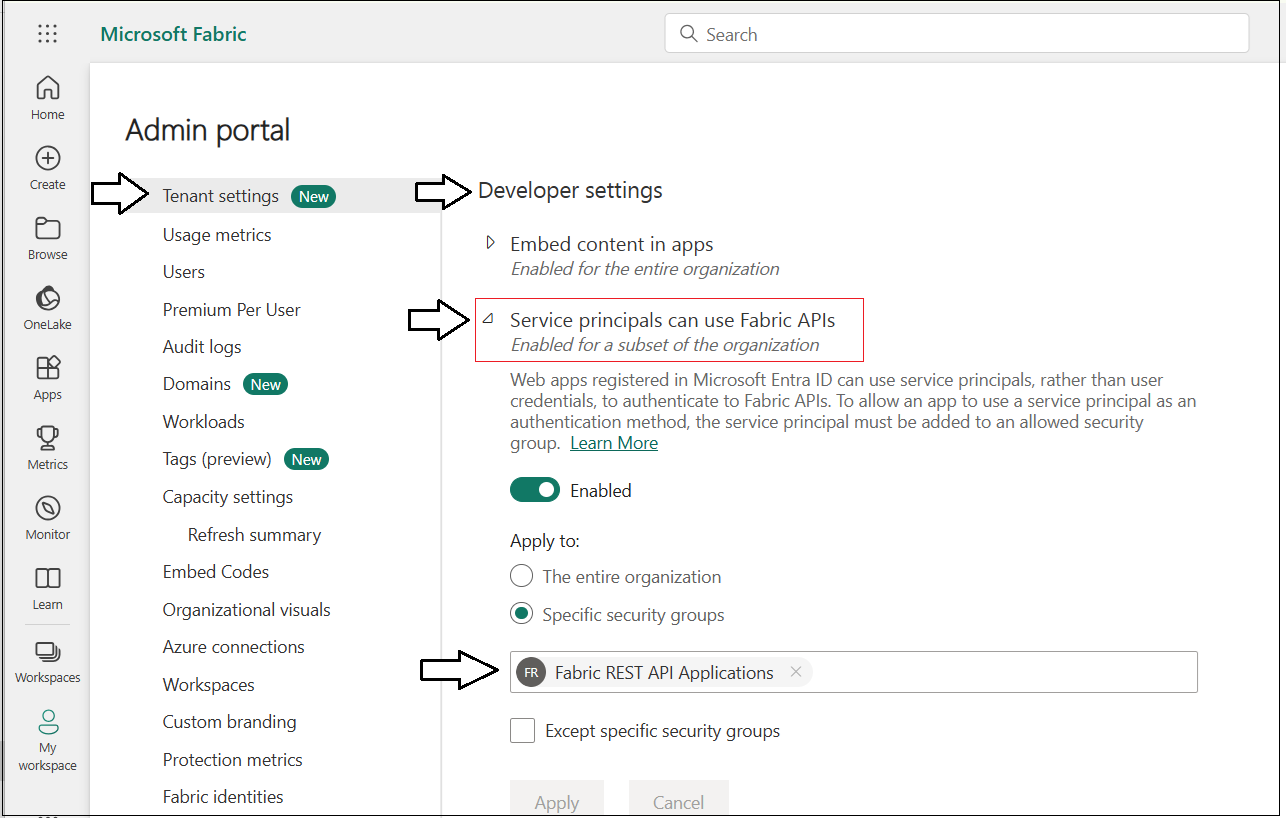 Microsoft Fabric
Search
Home
Create
Browse
OneLake
Apps
Metrics
Monitor
Learn
Workspaces
My
workspace
Admin portal
Tenant settings New
Usage metrics
Users
Premium Per User
Audit logs
Domains New
Workloads
Tags (preview) New
Capacity settings
Refresh summary
Embed Codes
Organizational visuals
Azure connections
Workspaces
Custom branding
Protection metrics
Fabric identities
Developer settings
Embed content in apps
Enabled for the entire organization
Service principals can use Fabric APIs
Enabled for a subset of the organization
Web apps registered in Microsoft Entra ID can use service principals, rather than user
credentials, to authenticate to Fabric APIs. To allow an app to use a service principal as an
authentication method, the service principal must be added to an allowed security
group. Learn More
Enabled
Apply to:
The entire organization
Specific security groups
FR Fabric REST API Applications
Except specific security groups
Apply Cancel